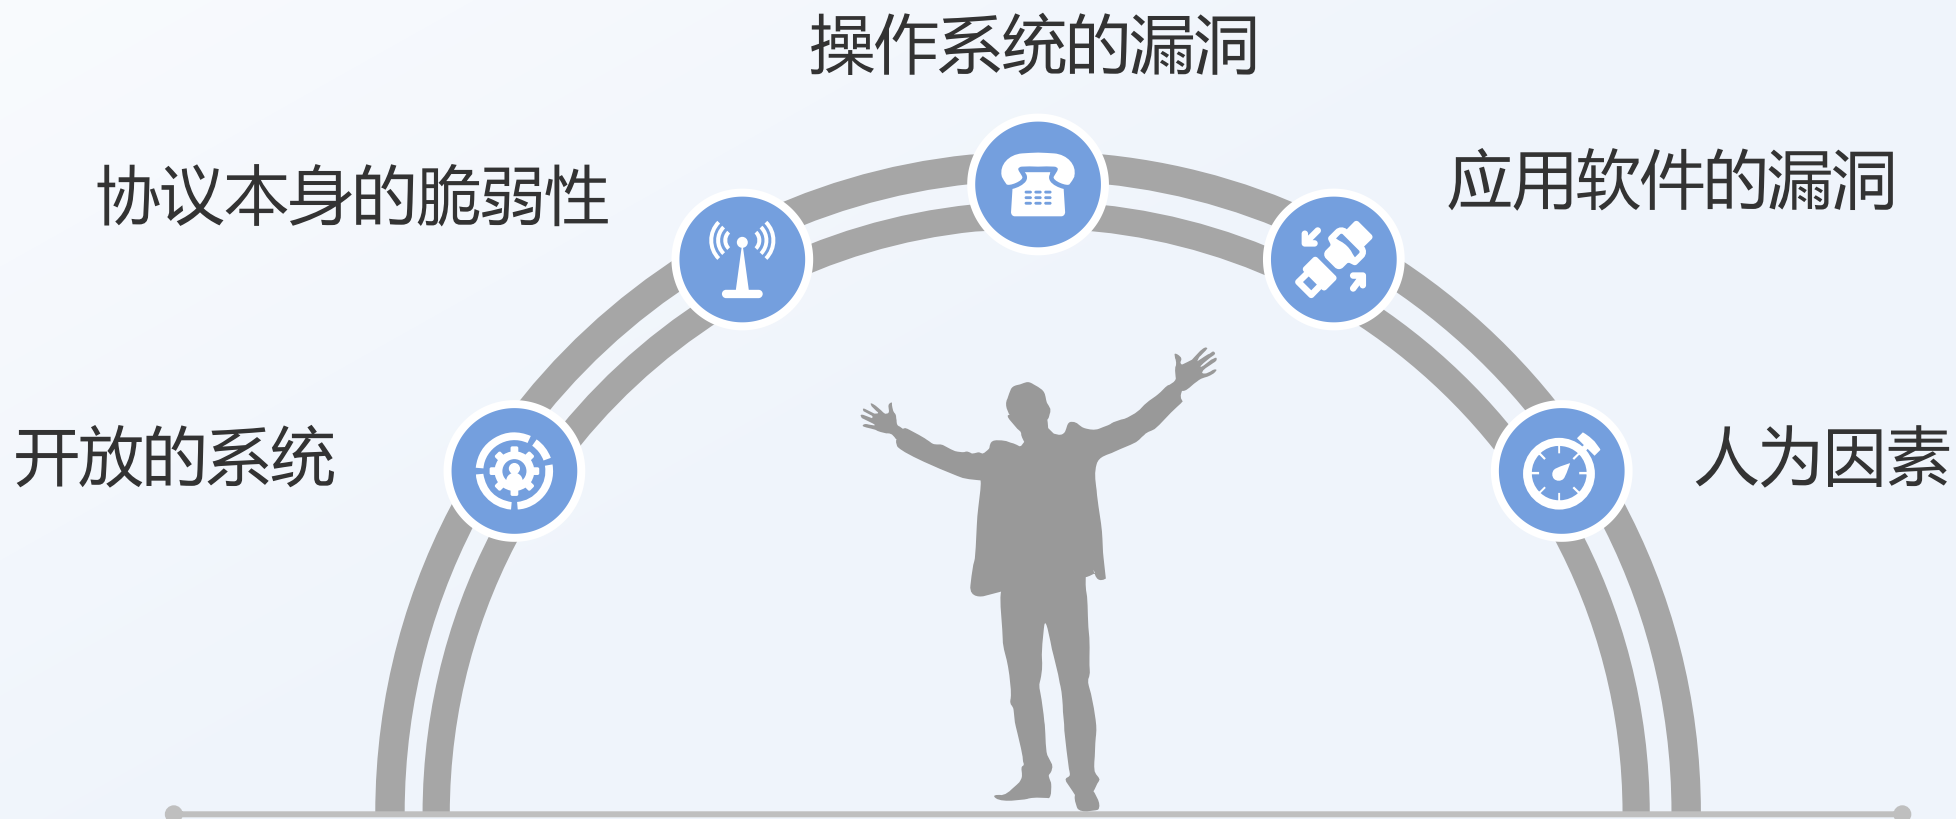 操作系统的漏洞
协议本身的脆弱性
应用软件的漏洞
开放的系统
人为因素